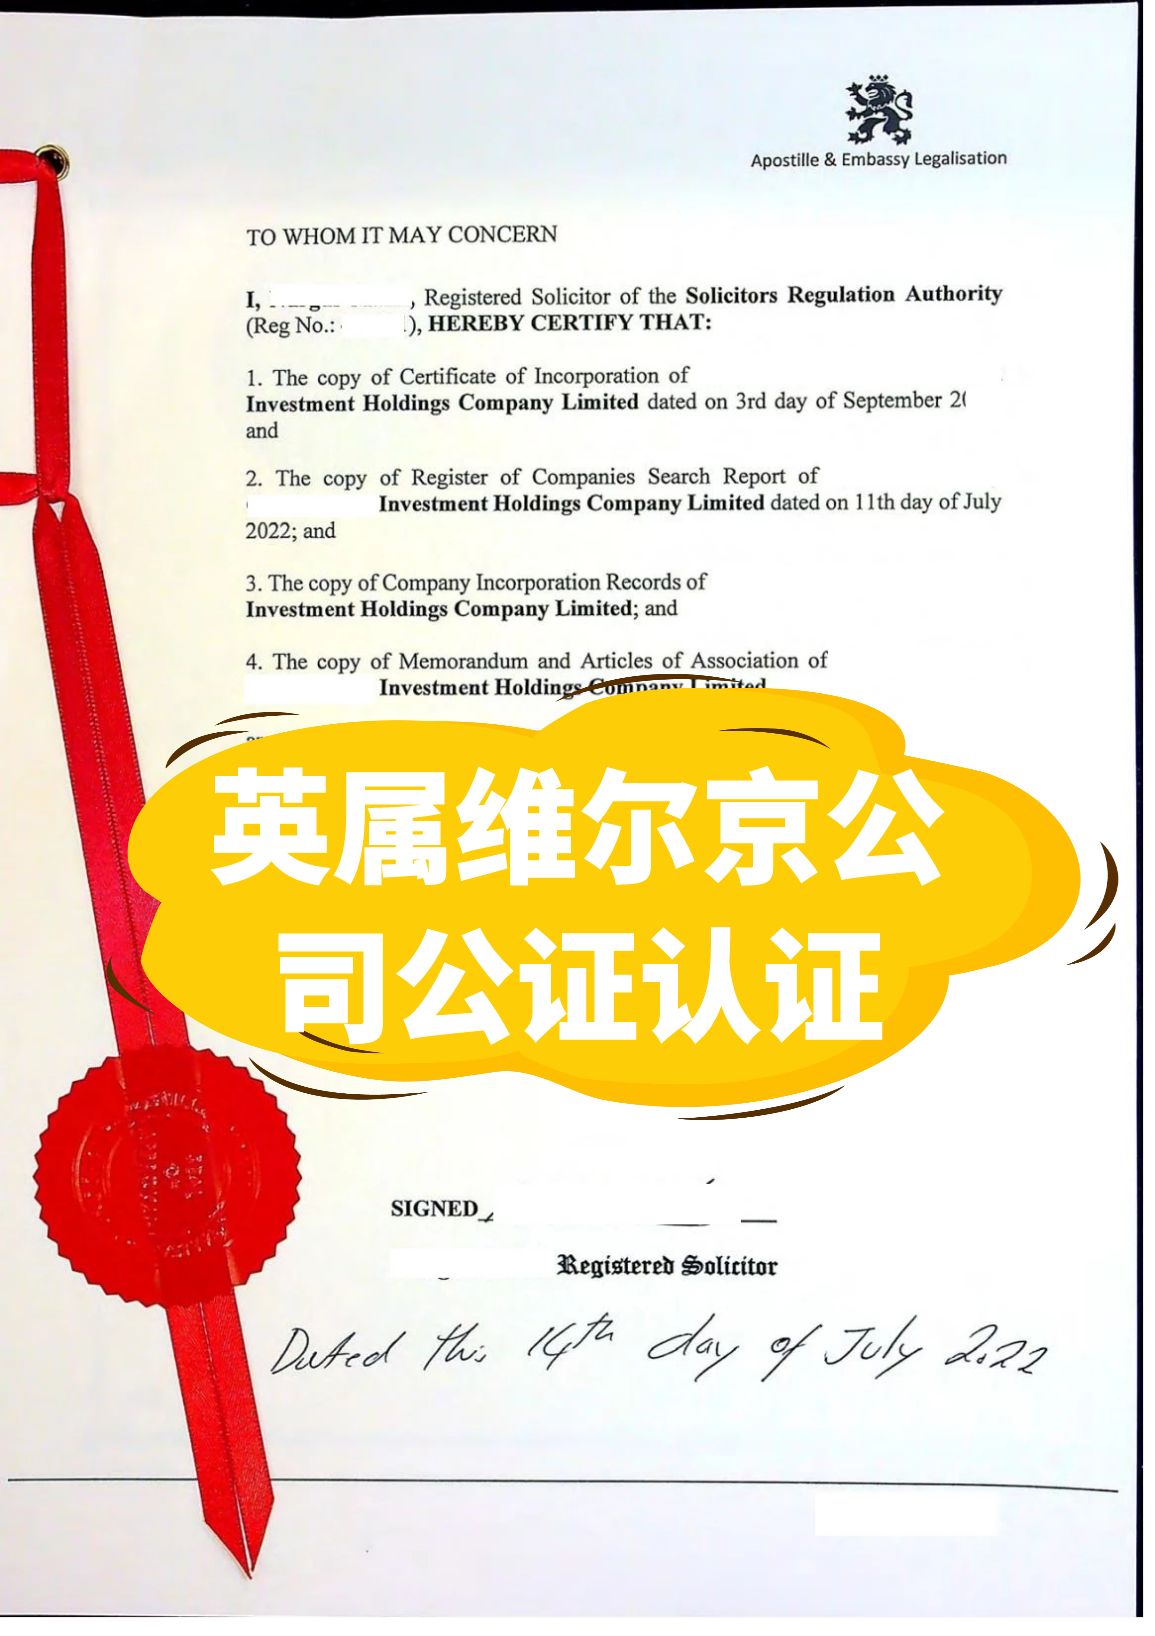 Apostille & Embassy Legalisation
TO WHOM IT MAY CONCERN
I, , Registered Solicitor of the Solicitors Regulation Authority
(Reg No.: ), HEREBY CERTIFY THAT:
1. The copy of Certificate of Incorporation of
Investment Holdings Company Limited dated on 3rd day of September
and
2. The copy of Register of Companies Search Report of
Investment Holdings Company Limited dated on 11th day of July
2022; and
3. The copy of Company Incorporation Records of
Investment Holdings Company Limited; and
4. The copy of Memorandum and Articles of Association of
Investment Holdings Company Limited
英属维尔京公
司公证认证
SIGNED
Registered Solicitor
Dated this 14th day of July 2022